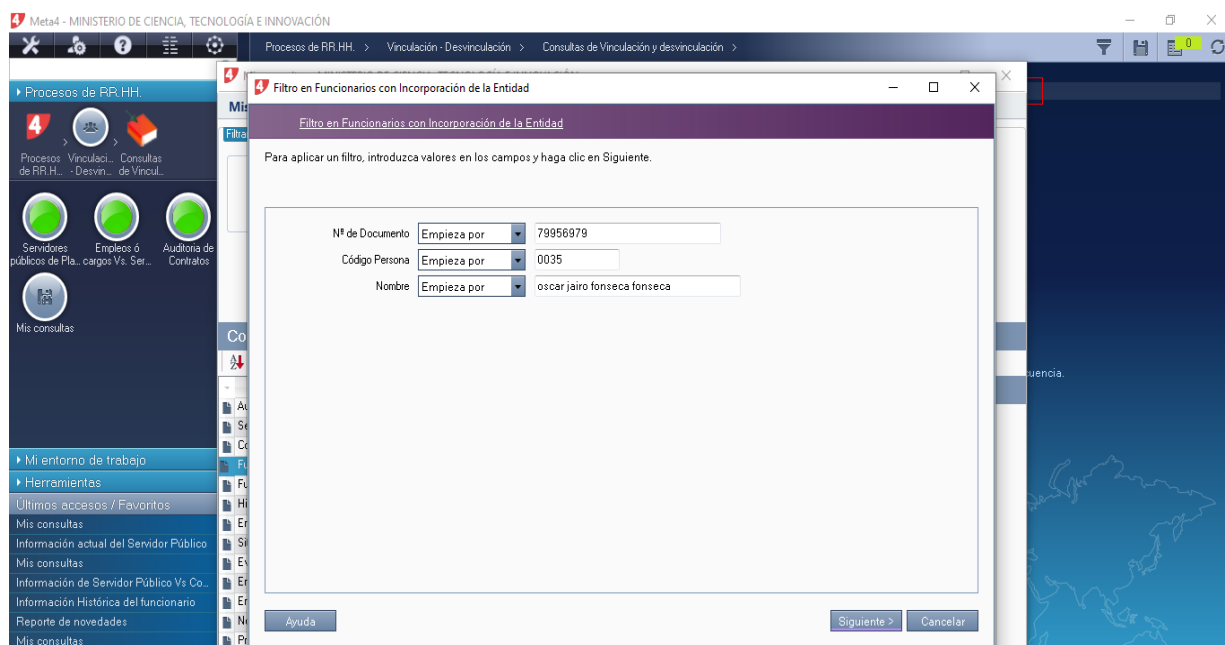 Meta4 - MINISTERIO DE CIENCIA, TECNOLOGÍA E INNOVACIÓN
Procesos de RR.HH. > Vinculación - Desvinculación > Consultas de Vinculación y desvinculación >
0
Procesos de RR.HH.
Procesos de RR.H... Vinculaci... - Desvin... Consultas de Vincul...
Servidores públicos de Pla... Empleos ó cargos Vs. Ser... Auditoria de Contratos
Mis consultas
Mi entorno de trabajo
Herramientas
Últimos accesos / Favoritos
Mis consultas
Información actual del Servidor Público
Mis consultas
Información de Servidor Público Vs Co...
Información Histórica del funcionario
Reporte de novedades
Mis consultas
Filtro en Funcionarios con Incorporación de la Entidad
Filtro en Funcionarios con Incorporación de la Entidad
Para aplicar un filtro, introduzca valores en los campos y haga clic en Siguiente.
Nº de Documento Empieza por 79956979
Código Persona Empieza por 0035
Nombre Empieza por oscar jairo fonseca fonseca
Ayuda Siguiente > Cancelar